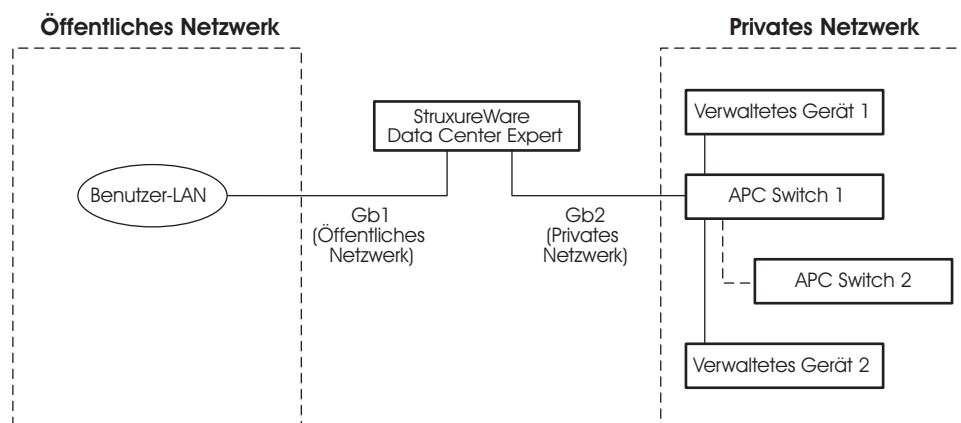 Öffentliches Netzwerk
Privates Netzwerk
StruxureWare
Data Center Expert
Verwaltetes Gerät 1
Benutzer-LAN
APC Switch 1
Gb1
(Öffentliches
Netzwerk)
Gb2
(Privates
Netzwerk)
APC Switch 2
Verwaltetes Gerät 2